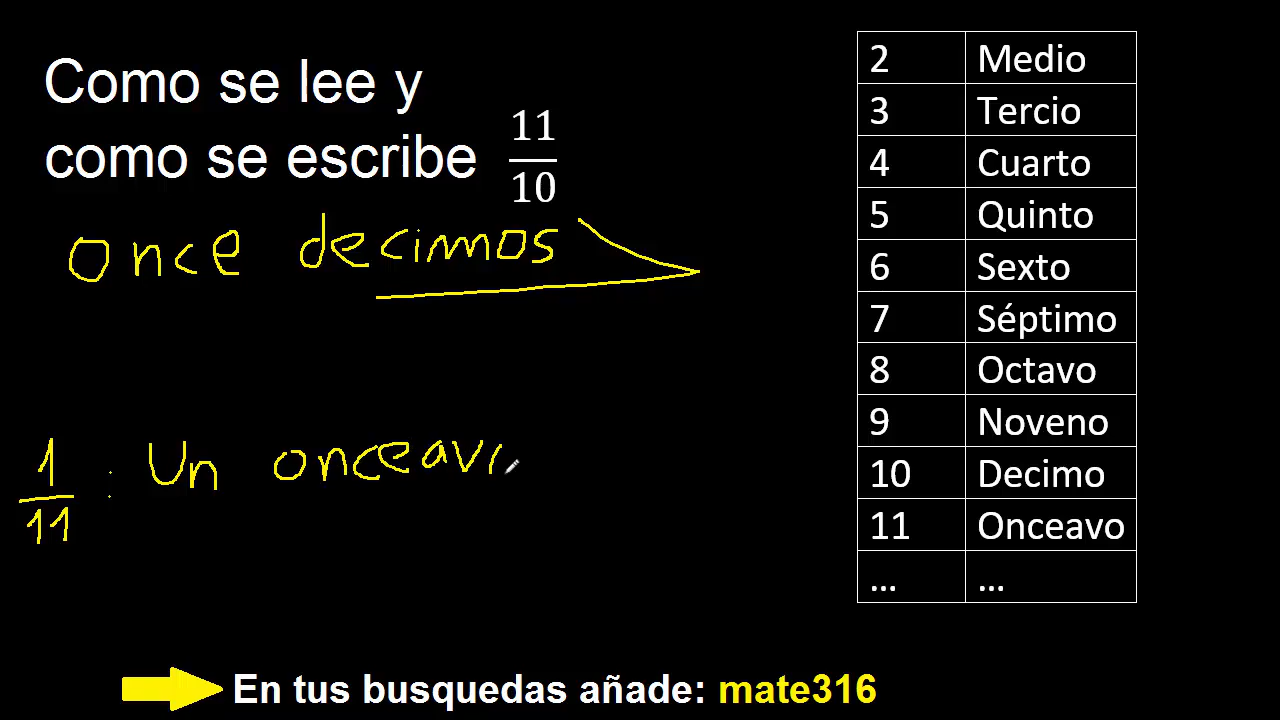 Como se lee y
como se escribe 11/10
once decimos
1/11 : Un onceav
2 Medio
3 Tercio
4 Cuarto
5 Quinto
6 Sexto
7 Séptimo
8 Octavo
9 Noveno
10 Decimo
11 Onceavo
... ...
En tus busquedas añade: mate316